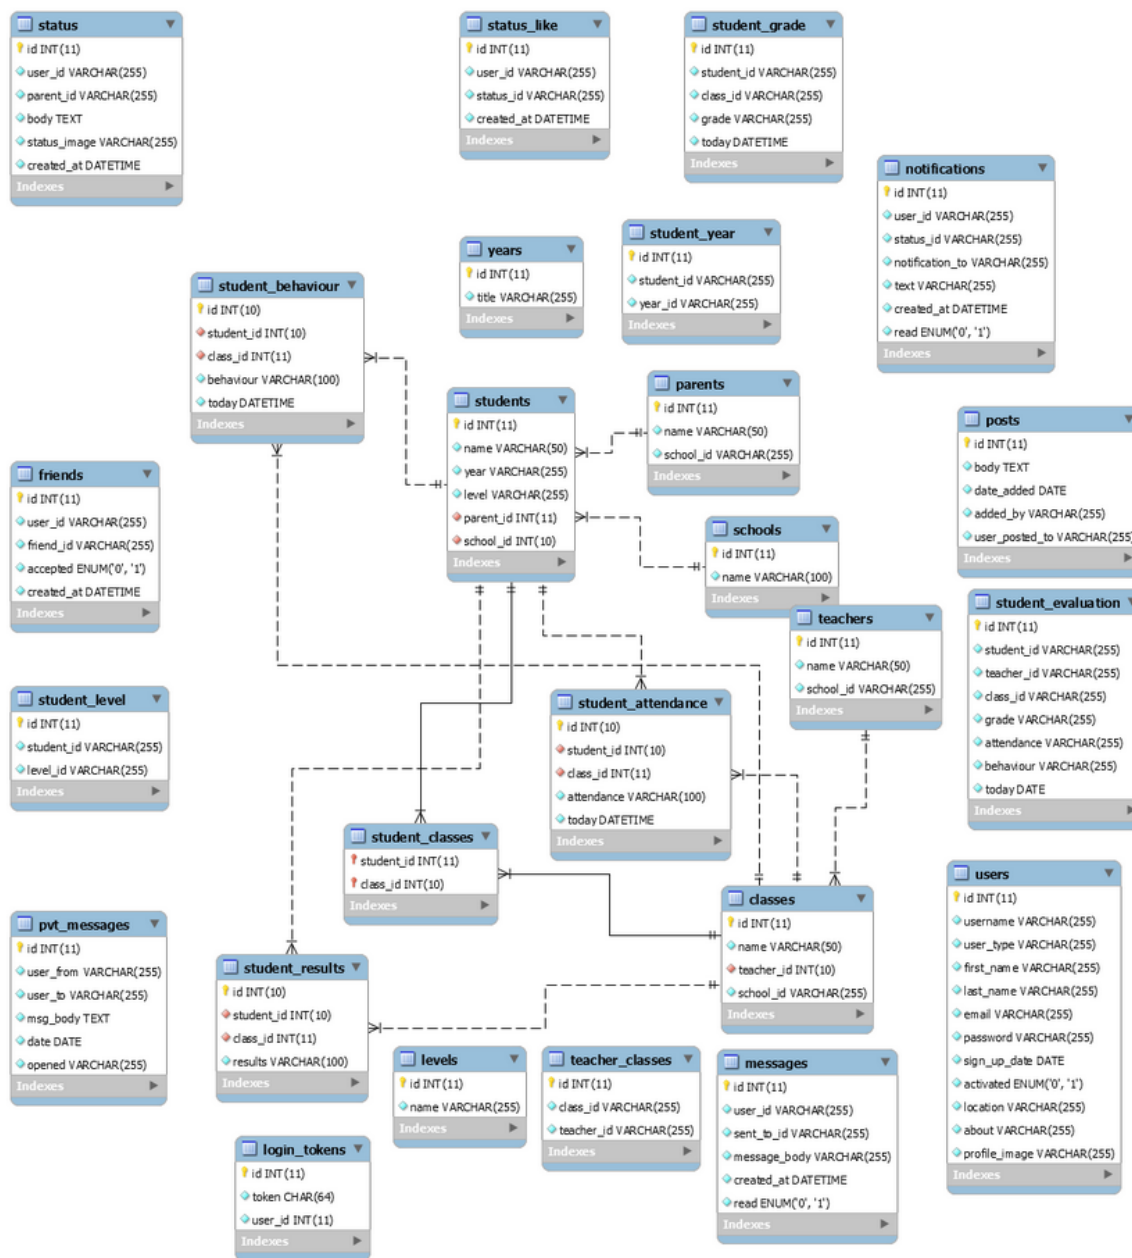 status
id INT(11)
user_id VARCHAR(255)
parent_id VARCHAR(255)
body TEXT
status_image VARCHAR(255)
created_at DATETIME
Indexes
status_like
id INT(11)
user_id VARCHAR(255)
status_id VARCHAR(255)
created_at DATETIME
Indexes
student_grade
id INT(11)
student_id VARCHAR(255)
class_id VARCHAR(255)
grade VARCHAR(255)
today DATETIME
Indexes
notifications
id INT(11)
user_id VARCHAR(255)
status_id VARCHAR(255)
notification_to VARCHAR(255)
text VARCHAR(255)
created_at DATETIME
read ENUM('0', '1')
Indexes
years
id INT(11)
title VARCHAR(255)
Indexes
student_year
id INT(11)
student_id VARCHAR(255)
year_id VARCHAR(255)
Indexes
student_behaviour
id INT(10)
student_id INT(10)
class_id INT(11)
behaviour VARCHAR(100)
today DATETIME
Indexes
students
id INT(11)
name VARCHAR(50)
year VARCHAR(255)
level VARCHAR(255)
parent_id INT(11)
school_id INT(10)
Indexes
parents
id INT(11)
name VARCHAR(50)
school_id VARCHAR(255)
Indexes
posts
id INT(11)
body TEXT
date_added DATE
added_by VARCHAR(255)
user_posted_to VARCHAR(255)
Indexes
friends
id INT(11)
user_id VARCHAR(255)
friend_id VARCHAR(255)
accepted ENUM('0', '1')
created_at DATETIME
Indexes
schools
id INT(11)
name VARCHAR(100)
Indexes
teachers
id INT(11)
name VARCHAR(50)
school_id VARCHAR(255)
Indexes
student_evaluation
id INT(11)
student_id VARCHAR(255)
teacher_id VARCHAR(255)
class_id VARCHAR(255)
grade VARCHAR(255)
attendance VARCHAR(255)
behaviour VARCHAR(255)
today DATE
Indexes
student_level
id INT(11)
student_id VARCHAR(255)
level_id VARCHAR(255)
Indexes
student_attendance
id INT(10)
student_id INT(10)
class_id INT(11)
attendance VARCHAR(100)
today DATETIME
Indexes
student_classes
student_id INT(11)
class_id INT(10)
Indexes
classes
id INT(11)
name VARCHAR(50)
teacher_id INT(10)
school_id VARCHAR(255)
Indexes
users
id INT(11)
username VARCHAR(255)
user_type VARCHAR(255)
first_name VARCHAR(255)
last_name VARCHAR(255)
email VARCHAR(255)
password VARCHAR(255)
sign_up_date DATE
activated ENUM('0', '1')
location VARCHAR(255)
about VARCHAR(255)
profile_image VARCHAR(255)
Indexes
pvt_messages
id INT(11)
user_from VARCHAR(255)
user_to VARCHAR(255)
msg_body TEXT
date DATE
opened VARCHAR(255)
Indexes
student_results
id INT(10)
student_id INT(10)
class_id INT(11)
results VARCHAR(100)
Indexes
levels
id INT(11)
name VARCHAR(255)
Indexes
teacher_classes
id INT(11)
class_id VARCHAR(255)
teacher_id VARCHAR(255)
Indexes
messages
id INT(11)
user_id VARCHAR(255)
sent_to_id VARCHAR(255)
message_body VARCHAR(255)
created_at DATETIME
read ENUM('0', '1')
Indexes
login_tokens
id INT(11)
token CHAR(64)
user_id INT(11)
Indexes